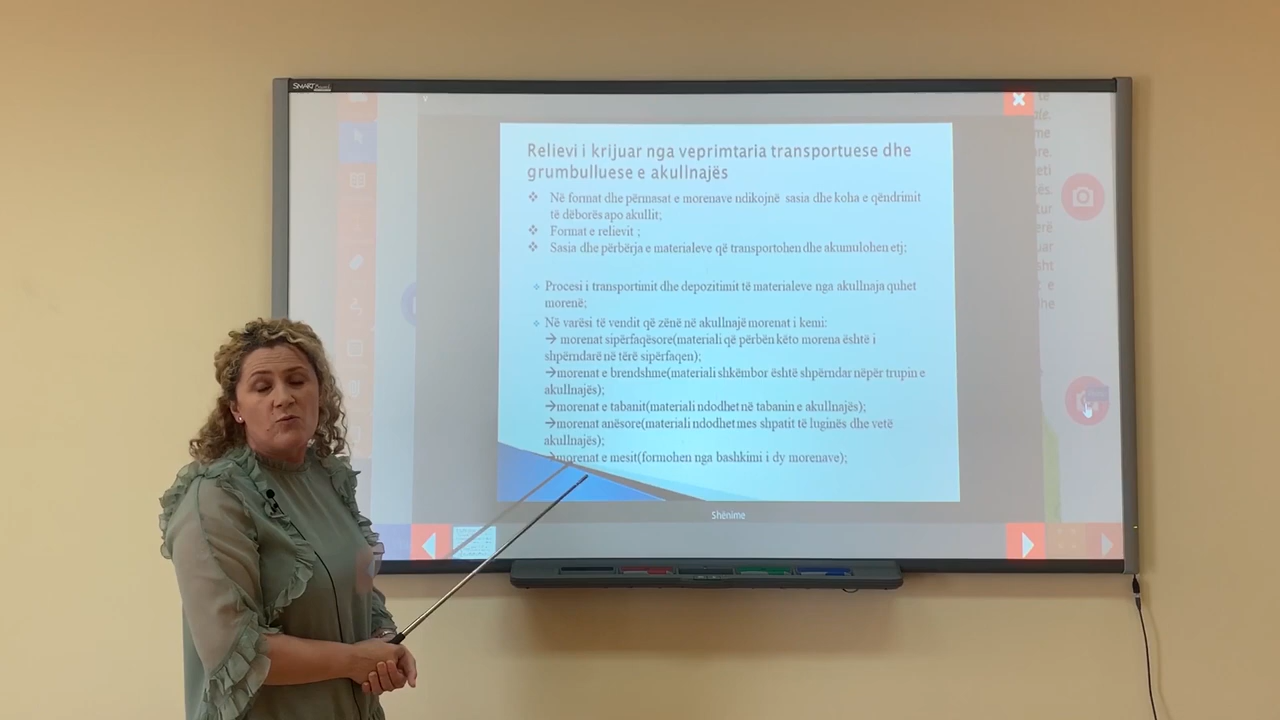 SMART Board
Relievi i krijuar nga veprimtaria transportuese dhe
grumbulluese e akullnajës
❖ Në format dhe përmasat e morenave ndikojnë sasia dhe koha e qëndrimit
të dëborës apo akullit;
❖ Format e relievit ;
❖ Sasia dhe përbërja e materialeve që transportohen dhe akumulohen etj;
❖ Procesi i transportimit dhe depozitimit të materialeve nga akullnaja quhet
morenë;
❖ Në varësi të vendit që zënë në akullnajë morenat i kemi:
→ morenat sipërfaqësore(materiali që përbën këto morena është i
shpërndarë në tërë sipërfaqen);
→morenat e brendshme(materiali shkëmbor është shpërndar nëpër trupin e
akullnajës);
→morenat e tabanit(materiali ndodhet në tabanin e akullnajës);
→morenat anësore(materiali ndodhet mes shpatit të luginës dhe vetë
akullnajës);
→morenat e mesit(formohen nga bashkimi i dy morenave);
Shënime